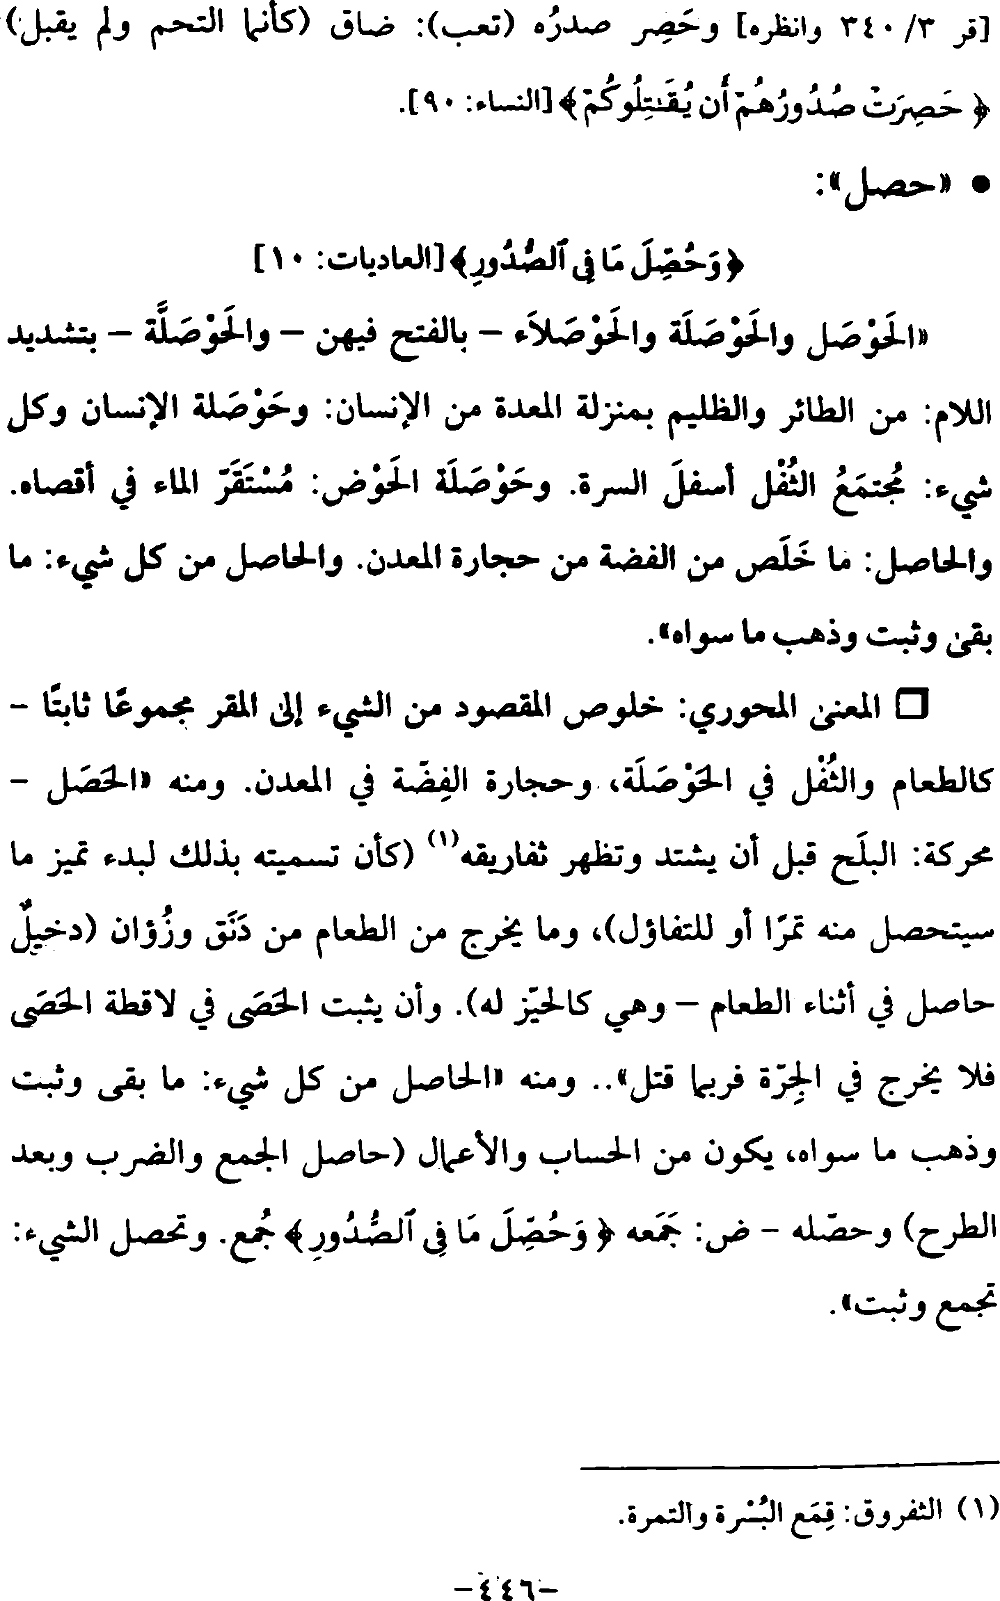 [قر ٣/ ٣٤٠ وانظره] وحَصِر صدرُه (تعب): ضاق (كأنما التحم ولم يقبل)
﴿ حَصِرَتْ صُدُورُهُمْ أَن يُقَٰتِلُوكُمْ ﴾ [النساء: ٩٠].
• «حصل»:
﴿ وَحُصِّلَ مَا فِى ٱلصُّدُورِ ﴾ [العاديات: ١٠]
«الحَوْصَل والحَوْصَلَة والحَوْصَلاَء – بالفتح فيهن – والحَوْصَلَّة – بتشديد
اللام: من الطائر والظليم بمنزلة المعدة من الإنسان: وحَوْصَلة الإنسان وكل
شيء: مُجتمَعُ الثُفْل أسفلَ السرة. وحَوْصَلَة الحَوْض: مُسْتَقَرّ الماء في أقصاه.
والحاصل: ما خَلَص من الفضة من حجارة المعدن. والحاصل من كل شيء: ما
بقىٰ وثبت وذهب ما سواه».
❏ المعنىٰ المحوري: خلوص المقصود من الشيء إلىٰ المقر مجموعًا ثابتًا –
كالطعام والثُفْل في الحَوْصَلَة، وحجارة الفِضّة في المعدن. ومنه «الحَصَل –
محركة: البلَح قبل أن يشتد وتظهر ثفاريقه(١) (كأن تسميته بذلك لبدء تميز ما
سيتحصل منه تمرًا أو للتفاؤل)، وما يخرج من الطعام من دَنَق وزُؤان (دخيلٌ
حاصل في أثناء الطعام – وهي كالحيّز له). وأن يثبت الحَصَى في لاقطة الحَصَى
فلا يخرج في الجِرّة فربما قتل».. ومنه «الحاصل من كل شيء: ما بقى وثبت
وذهب ما سواه، يكون من الحساب والأعمال (حاصل الجمع والضرب وبعد
الطرح) وحصّله – ض: جَمَعه ﴿ وَحُصِّلَ مَا فِى ٱلصُّدُورِ ﴾ جُمع. وتحصل الشيء:
تجمع وثبت».
(١) الثفروق: قِمَع البُسْرة والتمرة.
-٤٤٦-